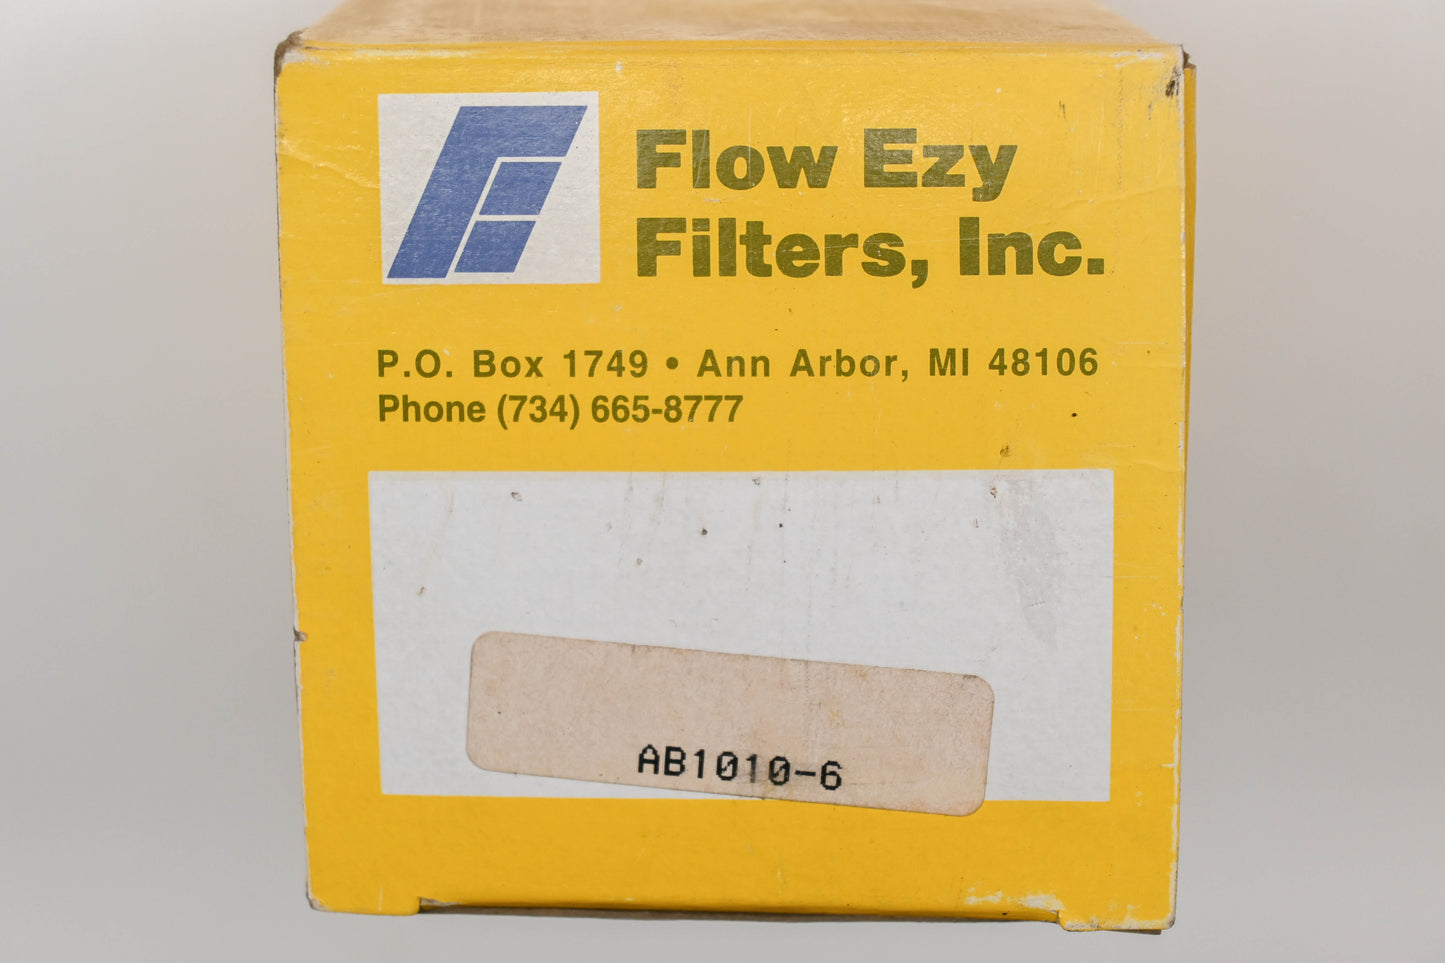 Flow Ezy
Filters, Inc.
P.O. Box 1749 • Ann Arbor, MI 48106
Phone (734) 665-8777
AB1010-6